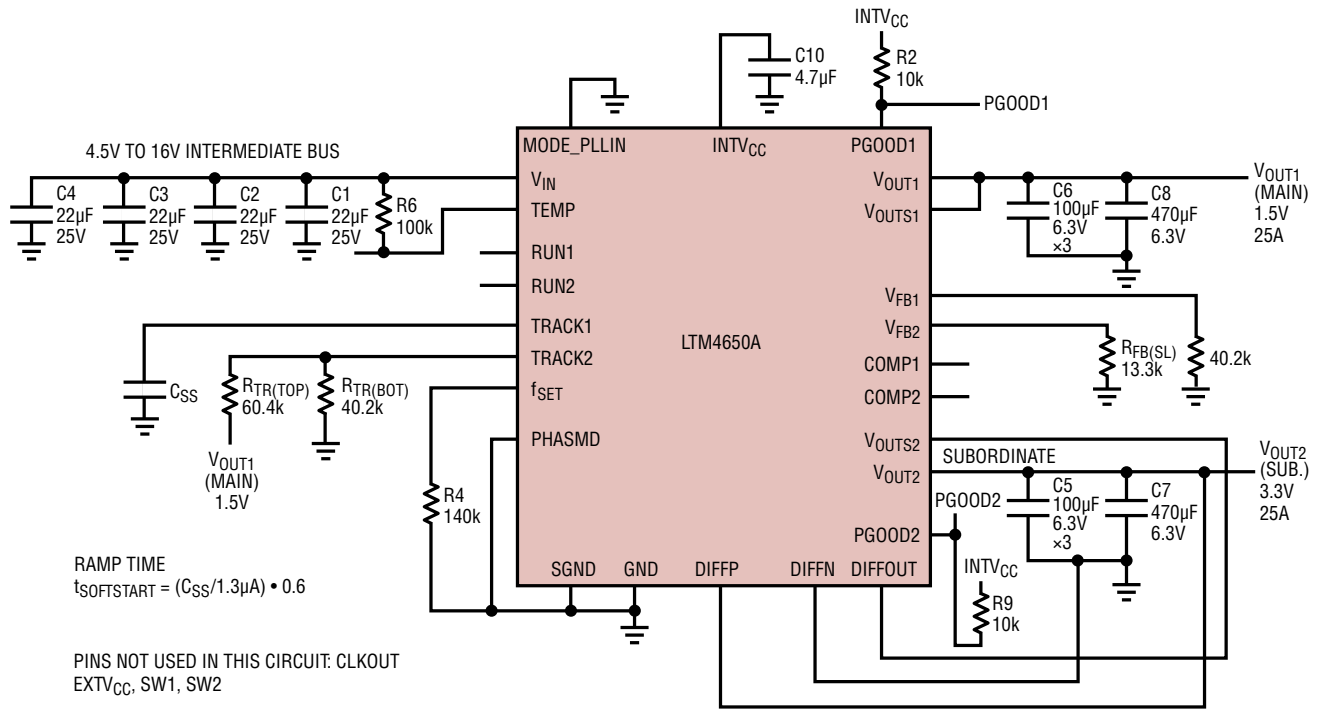 INTVCC
C10
4.7µF
R2
10k
PGOOD1
4.5V TO 16V INTERMEDIATE BUS
C4
22µF
25V
C3
22µF
25V
C2
22µF
25V
C1
22µF
25V
R6
100k
MODE_PLLIN
INTVCC
PGOOD1
VIN
TEMP
RUN1
RUN2
TRACK1
TRACK2
fSET
PHASMD
LTM4650A
VOUT1
VOUTS1
VFB1
VFB2
COMP1
COMP2
VOUTS2
VOUT2
PGOOD2
SGND
GND
DIFFP
DIFFN
DIFFOUT
C6
100µF
6.3V
×3
C8
470µF
6.3V
VOUT1
(MAIN)
1.5V
25A
RFB(SL)
13.3k
40.2k
CSS
RTR(TOP)
60.4k
RTR(BOT)
40.2k
VOUT1
(MAIN)
1.5V
R4
140k
SUBORDINATE
PGOOD2
C5
100µF
6.3V
×3
C7
470µF
6.3V
VOUT2
(SUB.)
3.3V
25A
INTVCC
R9
10k
RAMP TIME
tSOFTSTART = (CSS/1.3µA) • 0.6
PINS NOT USED IN THIS CIRCUIT: CLKOUT
EXTVCC, SW1, SW2